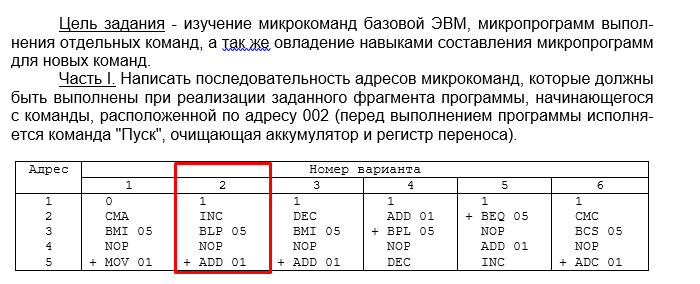 Цель задания - изучение микрокоманд базовой ЭВМ, микропрограмм выпол-
нения отдельных команд, а так же овладение навыками составления микропрограмм
для новых команд.
Часть I. Написать последовательность адресов микрокоманд, которые должны
быть выполнены при реализации заданного фрагмента программы, начинающегося
с команды, расположенной по адресу 002 (перед выполнением программы исполня-
ется команда "Пуск", очищающая аккумулятор и регистр переноса).
Адрес Номер варианта
1 2 3 4 5 6
1 0 1 1 1 1 1
2 CMA INC DEC ADD 01 + BEQ 05 CMC
3 BMI 05 BLP 05 BMI 05 + BPL 05 NOP BCS 05
4 NOP NOP NOP NOP ADD 01 NOP
5 + MOV 01 + ADD 01 + ADD 01 DEC INC + ADC 01